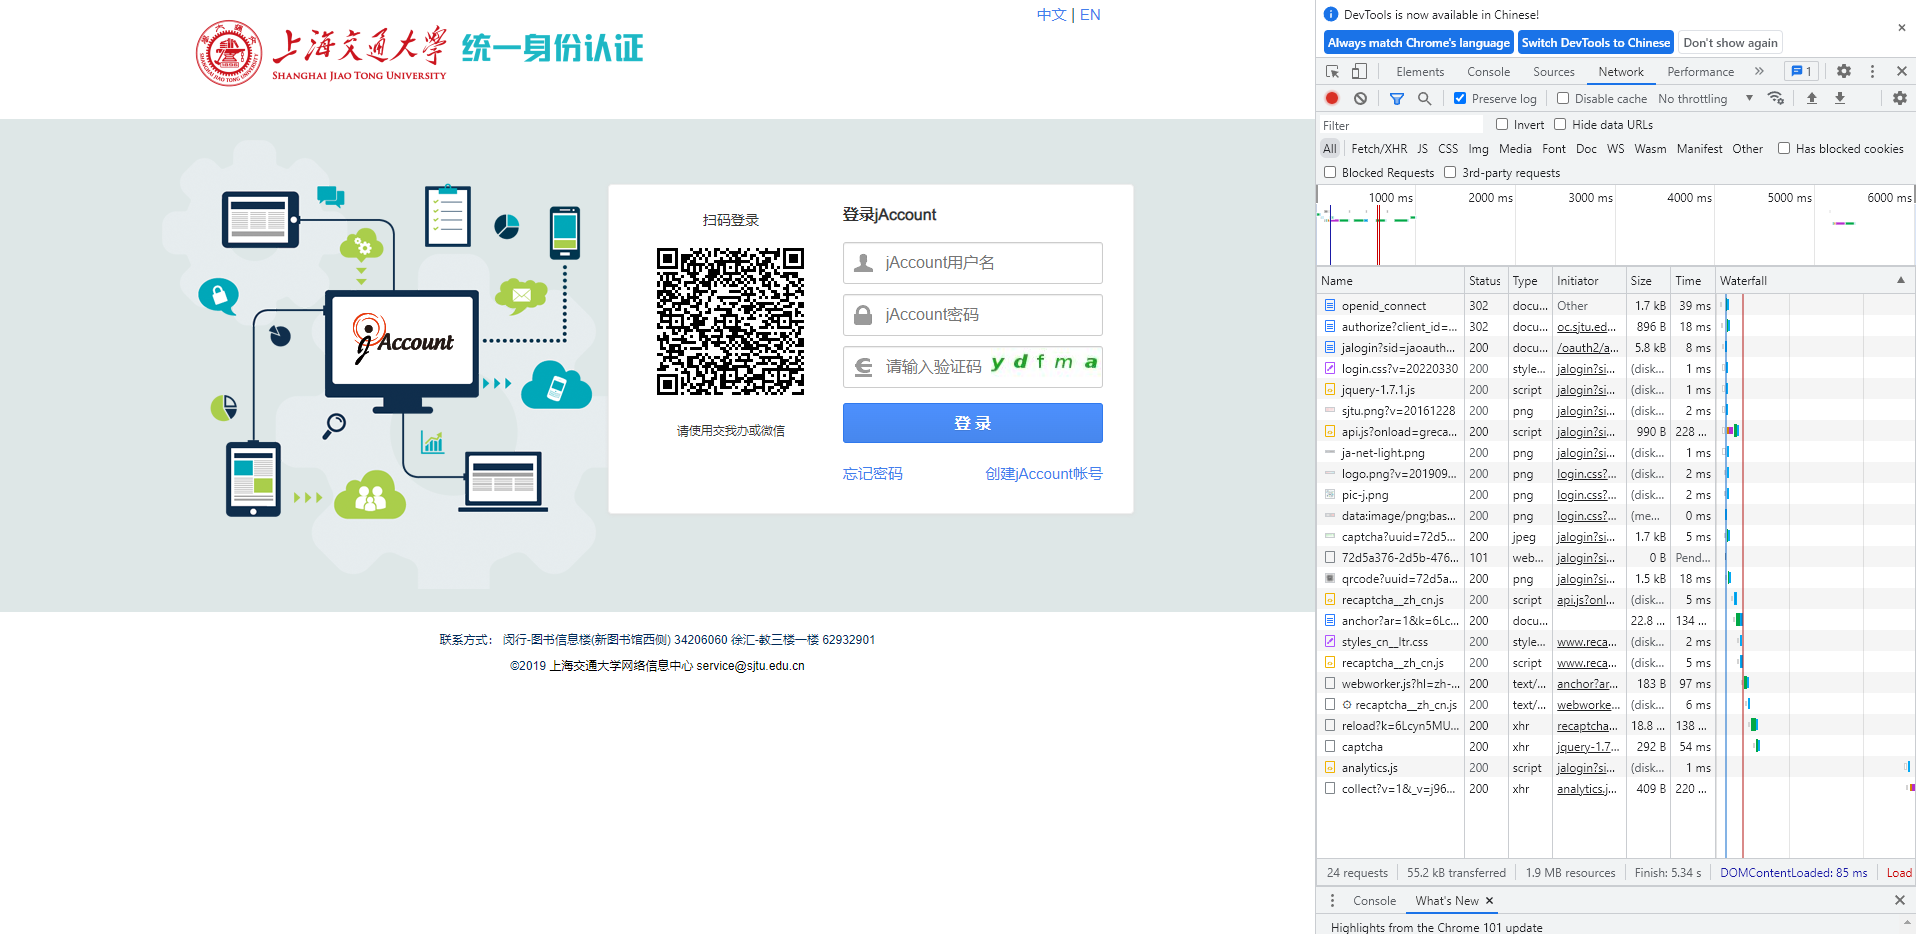 中文 | EN
上海交通大学
SHANGHAI JIAO TONG UNIVERSITY
统一身份认证
jAccount
扫码登录
请使用交我办或微信
登录jAccount
jAccount用户名
jAccount密码
请输入验证码 y d f m a
登 录
忘记密码 创建jAccount帐号
联系方式： 闵行-图书信息楼(新图书馆西侧) 34206060 徐汇-教三楼一楼 62932901
©2019 上海交通大学网络信息中心 service@sjtu.edu.cn
DevTools is now available in Chinese!
Always match Chrome's language Switch DevTools to Chinese Don't show again
Elements Console Sources Network Performance » 1
Preserve log Disable cache No throttling
Filter Invert Hide data URLs
All Fetch/XHR JS CSS Img Media Font Doc WS Wasm Manifest Other Has blocked cookies
Blocked Requests 3rd-party requests
1000 ms 2000 ms 3000 ms 4000 ms 5000 ms 6000 ms
Name Status Type Initiator Size Time Waterfall
openid_connect 302 docu... Other 1.7 kB 39 ms
authorize?client_id=... 302 docu... oc.sjtu.ed... 896 B 18 ms
jalogin?sid=jaoauth... 200 docu... /oauth2/a... 5.8 kB 8 ms
login.css?v=20220330 200 style... jalogin?si... (disk... 1 ms
jquery-1.7.1.js 200 script jalogin?si... (disk... 1 ms
sjtu.png?v=20161228 200 png jalogin?si... (disk... 2 ms
api.js?onload=greca... 200 script jalogin?si... 990 B 228 ...
ja-net-light.png 200 png jalogin?si... (disk... 1 ms
logo.png?v=201909... 200 png login.css?... (disk... 2 ms
pic-j.png 200 png login.css?... (disk... 2 ms
data:image/png;bas... 200 png login.css?... (me... 0 ms
captcha?uuid=72d5... 200 jpeg jalogin?si... 1.7 kB 5 ms
72d5a376-2d5b-476... 101 web... jalogin?si... 0 B Pend...
qrcode?uuid=72d5a... 200 png jalogin?si... 1.5 kB 18 ms
recaptcha__zh_cn.js 200 script api.js?onl... (disk... 5 ms
anchor?ar=1&k=6Lc... 200 docu... 22.8 ... 134 ...
styles_cn__ltr.css 200 style... www.reca... (disk... 2 ms
recaptcha__zh_cn.js 200 script www.reca... (disk... 5 ms
webworker.js?hl=zh-... 200 text/... anchor?ar... 183 B 97 ms
recaptcha__zh_cn.js 200 text/... webworke... (disk... 6 ms
reload?k=6Lcyn5MU... 200 xhr recaptcha... 18.8 ... 138 ...
captcha 200 xhr jquery-1.7... 292 B 54 ms
analytics.js 200 script jalogin?si... (disk... 1 ms
collect?v=1&_v=j96... 200 xhr analytics.j... 409 B 220 ...
24 requests 55.2 kB transferred 1.9 MB resources Finish: 5.34 s DOMContentLoaded: 85 ms Load
Console What's New
Highlights from the Chrome 101 update